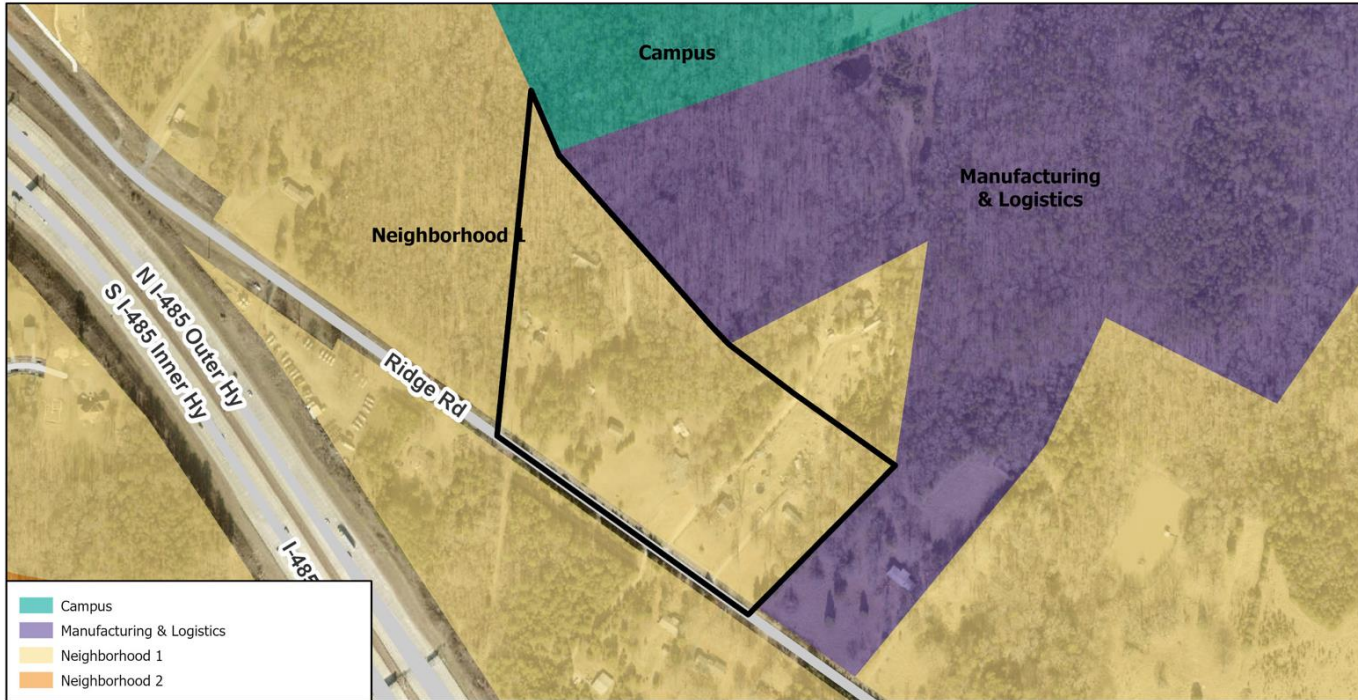 Campus
Manufacturing
& Logistics
Neighborhood 1
N I-485 Outer Hy
S I-485 Inner Hy
Ridge Rd
I-485
Campus
Manufacturing & Logistics
Neighborhood 1
Neighborhood 2